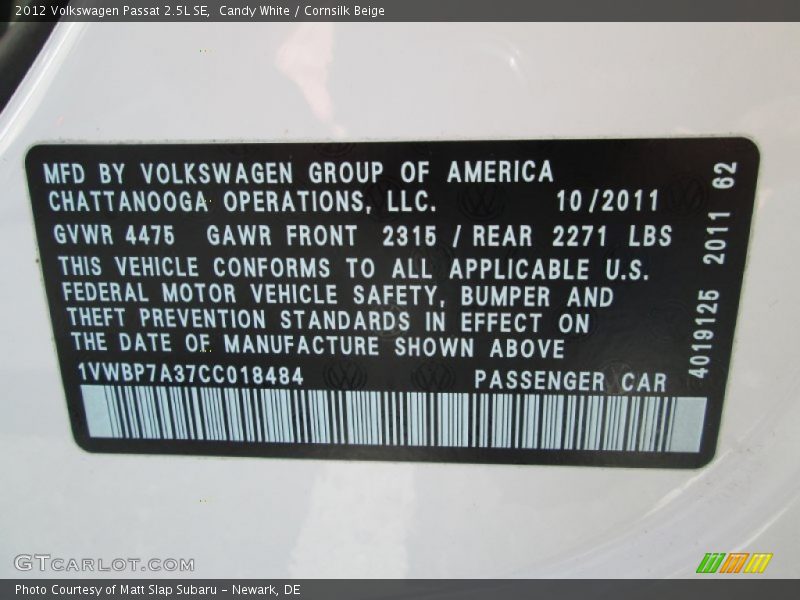 2012 Volkswagen Passat 2.5L SE,  Candy White / Cornsilk Beige
MFD BY VOLKSWAGEN GROUP OF AMERICA
CHATTANOOGA OPERATIONS, LLC. 10/2011
GVWR 4475 GAWR FRONT 2315 / REAR 2271 LBS
THIS VEHICLE CONFORMS TO ALL APPLICABLE U.S.
FEDERAL MOTOR VEHICLE SAFETY, BUMPER AND
THEFT PREVENTION STANDARDS IN EFFECT ON
THE DATE OF MANUFACTURE SHOWN ABOVE
1VWBP7A37CC018484 PASSENGER CAR
4019125 2011 62
GTCARLOT.COM
Photo Courtesy of Matt Slap Subaru - Newark, DE